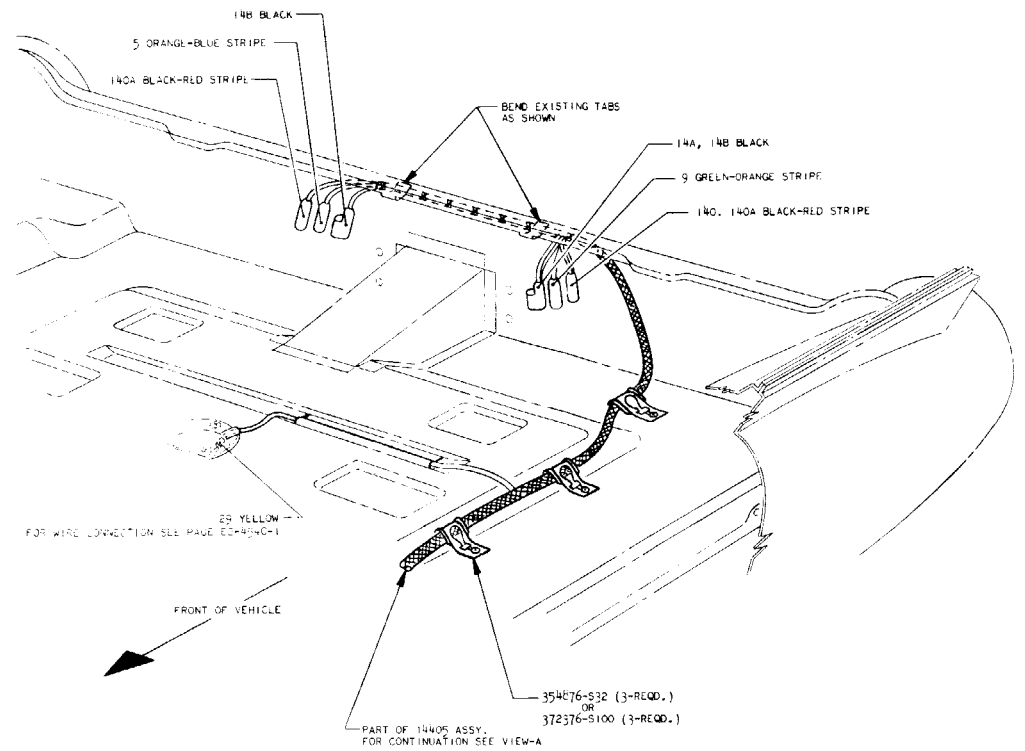 14B BLACK
5 ORANGE-BLUE STRIPE
140A BLACK-RED STRIPE
BEND EXISTING TABS
AS SHOWN
14A, 14B BLACK
9 GREEN-ORANGE STRIPE
140. 140A BLACK-RED STRIPE
29 YELLOW
FOR WIRE CONNECTION SEE PAGE
FRONT OF VEHICLE
354876-S32 (3-REQD.)
OR
372376-S100 (3-REQD.)
PART OF 14405 ASSY.
FOR CONTINUATION SEE VIEW-A